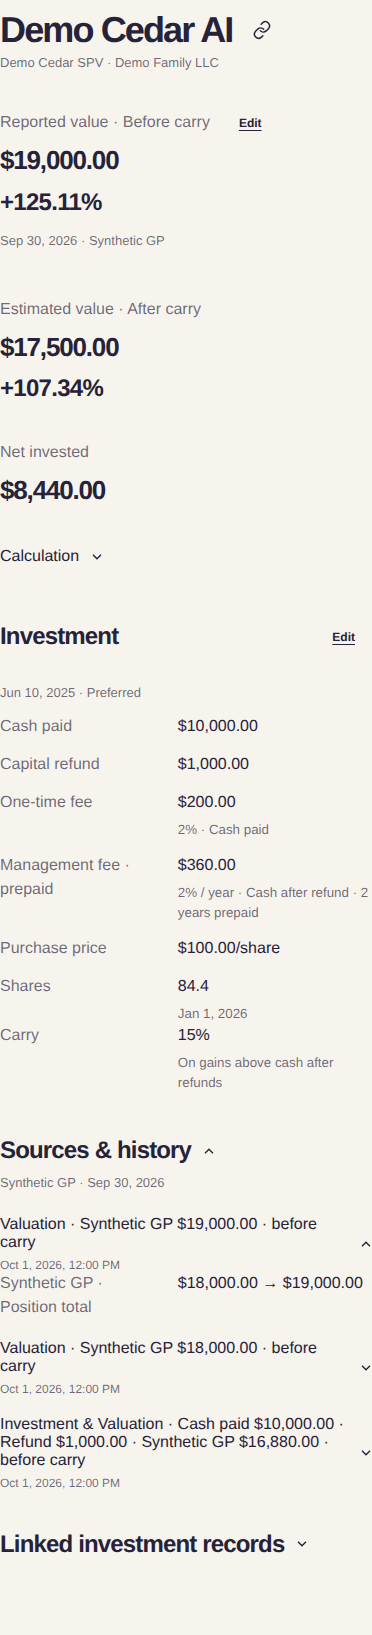 Demo Cedar AI
Demo Cedar SPV · Demo Family LLC
Reported value · Before carry Edit
$19,000.00
+125.11%
Sep 30, 2026 · Synthetic GP
Estimated value · After carry
$17,500.00
+107.34%
Net invested
$8,440.00
Calculation
Investment Edit
Jun 10, 2025 · Preferred
Cash paid $10,000.00
Capital refund $1,000.00
One-time fee $200.00
2% · Cash paid
Management fee · $360.00
prepaid
2% / year · Cash after refund · 2
years prepaid
Purchase price $100.00/share
Shares 84.4
Jan 1, 2026
Carry 15%
On gains above cash after
refunds
Sources & history
Synthetic GP · Sep 30, 2026
Valuation · Synthetic GP $19,000.00 · before
carry
Oct 1, 2026, 12:00 PM
Synthetic GP · $18,000.00 → $19,000.00
Position total
Valuation · Synthetic GP $18,000.00 · before
carry
Oct 1, 2026, 12:00 PM
Investment & Valuation · Cash paid $10,000.00 ·
Refund $1,000.00 · Synthetic GP $16,880.00 ·
before carry
Oct 1, 2026, 12:00 PM
Linked investment records